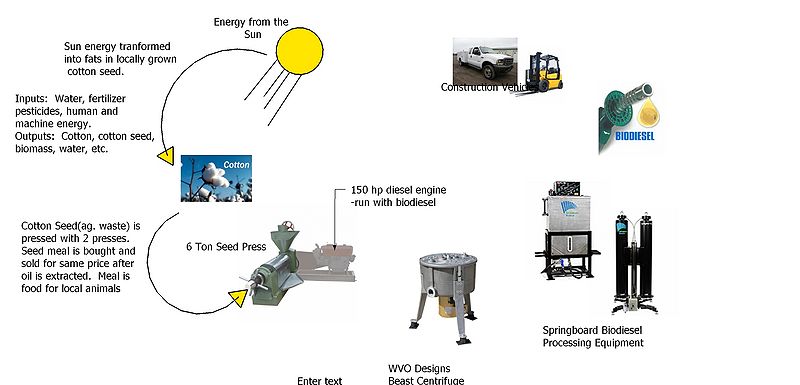 Energy from the
Sun
Sun energy tranformed
into fats in locally grown
cotton seed.
Inputs: Water, fertilizer
pesticides, human and
machine energy.
Outputs: Cotton, cotton seed,
biomass, water, etc.
Construction Vehicles
BIODIESEL
Cotton
150 hp diesel engine
-run with biodiesel
Cotton Seed(ag. waste) is
pressed with 2 presses.
Seed meal is bought and
sold for same price after
oil is extracted. Meal is
food for local animals
6 Ton Seed Press
Springboard Biodiesel
Processing Equipment
WVO Designs
Beast Centrifuge
Enter text